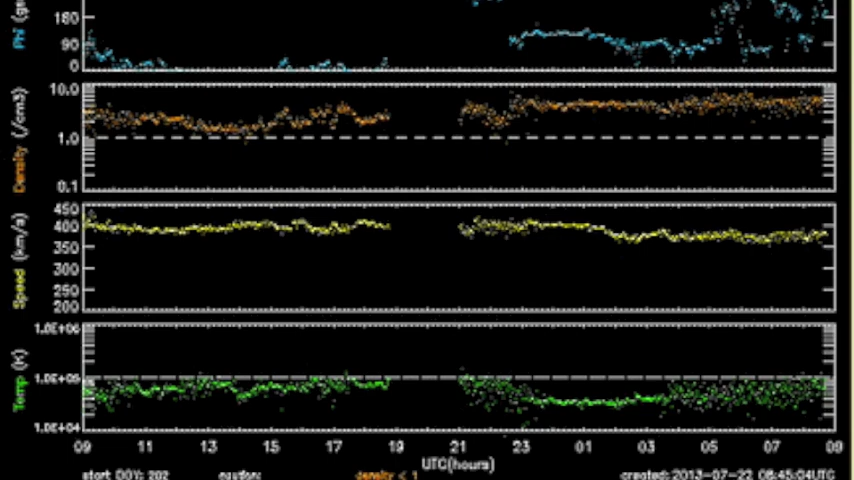 Phi (gsm)
180
90
0
Density (/cm3)
10.0
1.0
0.1
Speed (km/s)
450
400
350
300
250
200
Temp (K)
1.0E+06
1.0E+05
1.0E+04
09 11 13 15 17 19 21 23 01 03 05 07 09
UTC(hours)
start DOY: 202 caution: density < 1 created: 2013-07-22 08:45:04UTC